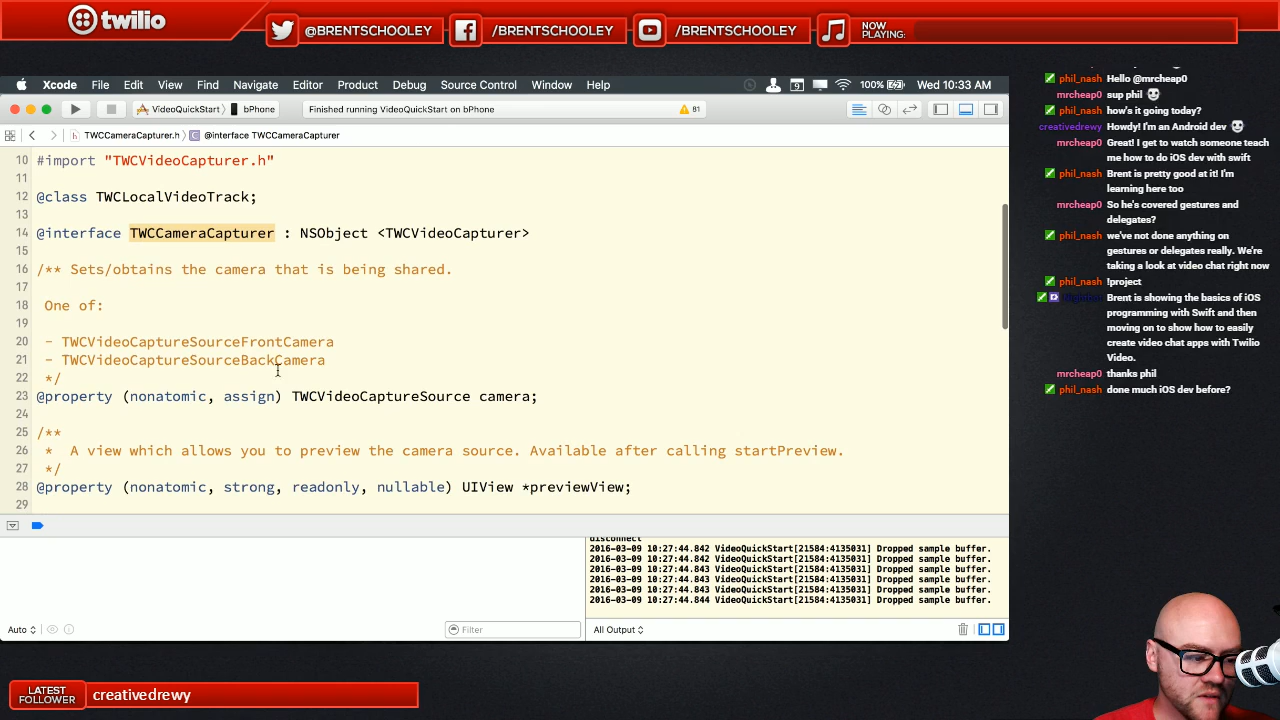 twilio
@BRENTSCHOOLEY
/BRENTSCHOOLEY
/BRENTSCHOOLEY
NOW
PLAYING:
Xcode File Edit View Find Navigate Editor Product Debug Source Control Window Help
9
100%
Wed 10:33 AM
VideoQuickStart
bPhone
Finished running VideoQuickStart on bPhone
81
TWCCameraCapturer.h
@interface TWCCameraCapturer
10 #import "TWCVideoCapturer.h"
11
12 @class TWCLocalVideoTrack;
13
14 @interface TWCCameraCapturer : NSObject <TWCVideoCapturer>
15
16 /** Sets/obtains the camera that is being shared.
17
18 One of:
19
20 - TWCVideoCaptureSourceFrontCamera
21 - TWCVideoCaptureSourceBackCamera
22 */
23 @property (nonatomic, assign) TWCVideoCaptureSource camera;
24
25 /**
26 * A view which allows you to preview the camera source. Available after calling startPreview.
27 */
28 @property (nonatomic, strong, readonly, nullable) UIView *previewView;
29
disconnect
2016-03-09 10:27:44.842 VideoQuickStart[21584:4135031] Dropped sample buffer.
2016-03-09 10:27:44.842 VideoQuickStart[21584:4135031] Dropped sample buffer.
2016-03-09 10:27:44.843 VideoQuickStart[21584:4135031] Dropped sample buffer.
2016-03-09 10:27:44.843 VideoQuickStart[21584:4135031] Dropped sample buffer.
2016-03-09 10:27:44.843 VideoQuickStart[21584:4135031] Dropped sample buffer.
2016-03-09 10:27:44.844 VideoQuickStart[21584:4135031] Dropped sample buffer.
Auto
Filter
All Output
phil_nash Hello @mrcheap0
mrcheap0 sup phil
phil_nash how's it going today?
creativedrewy Howdy! I'm an Android dev
mrcheap0 Great! I get to watch someone teach
me how to do iOS dev with swift
phil_nash Brent is pretty good at it! I'm
learning here too
mrcheap0 So he's covered gestures and
delegates?
phil_nash we've not done anything on
gestures or delegates really. We're
taking a look at video chat right now
phil_nash !project
Brent is showing the basics of iOS
programming with Swift and then
moving on to show how to easily
create video chat apps with Twilio
Video.
mrcheap0 thanks phil
phil_nash done much iOS dev before?
LATEST
FOLLOWER
creativedrewy